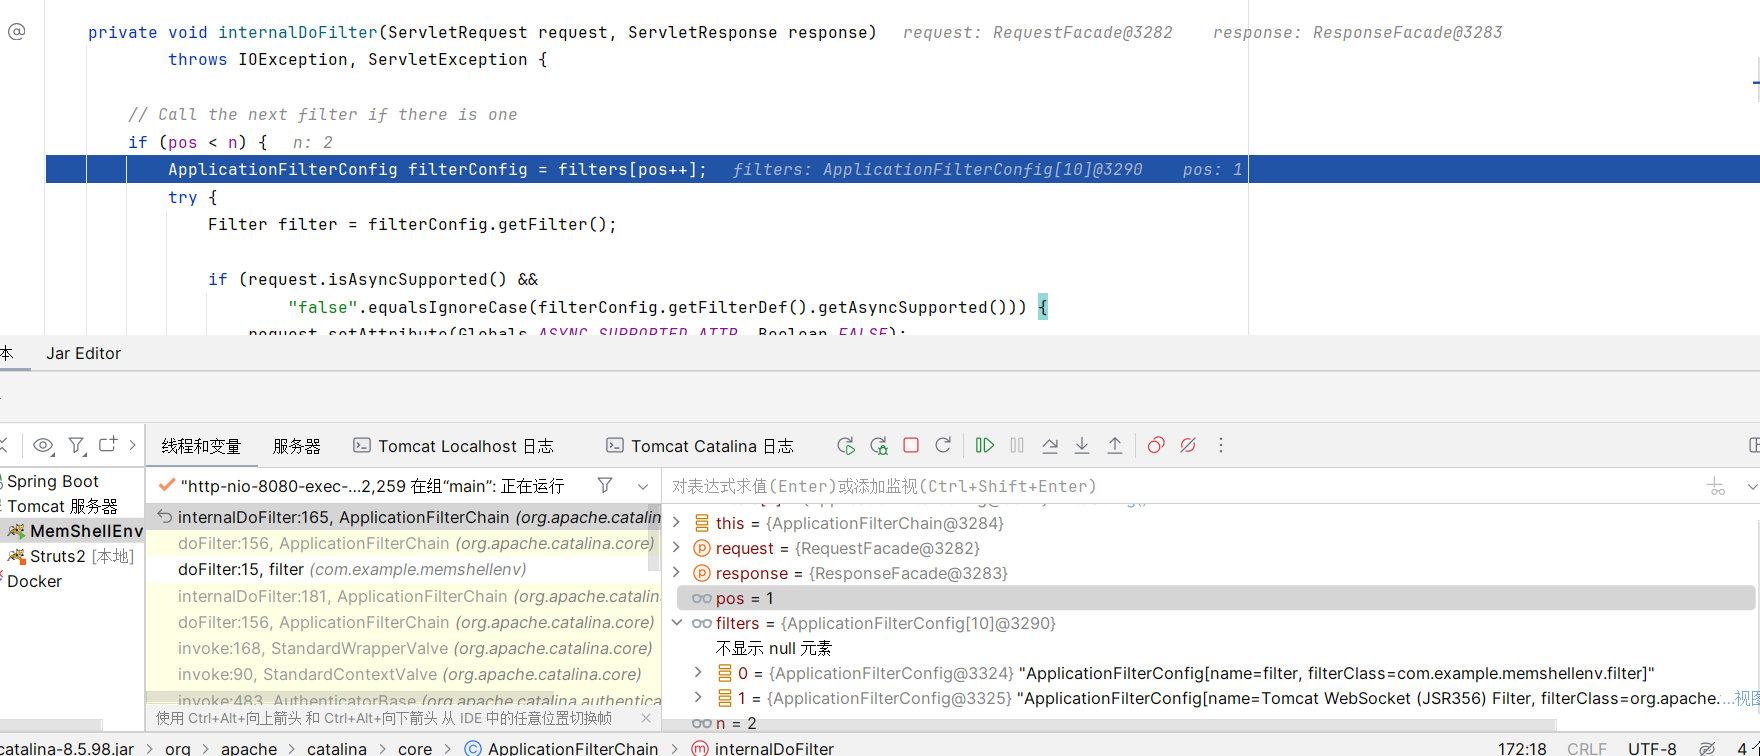 @
private void internalDoFilter(ServletRequest request, ServletResponse response)  request: RequestFacade@3282  response: ResponseFacade@3283
throws IOException, ServletException {
// Call the next filter if there is one
if (pos < n) {  n: 2
ApplicationFilterConfig filterConfig = filters[pos++];  filters: ApplicationFilterConfig[10]@3290  pos: 1
try {
Filter filter = filterConfig.getFilter();
if (request.isAsyncSupported() &&
"false".equalsIgnoreCase(filterConfig.getFilterDef().getAsyncSupported())) {
request.setAttribute(Globals.ASYNC_SUPPORTED_ATTR, Boolean.FALSE);
本 Jar Editor
线程和变量 服务器 Tomcat Localhost 日志 Tomcat Catalina 日志
Spring Boot
Tomcat 服务器
MemShellEnv
Struts2 [本地]
Docker
"http-nio-8080-exec-...2,259 在组“main”: 正在运行
internalDoFilter:165, ApplicationFilterChain (org.apache.catalin
doFilter:156, ApplicationFilterChain (org.apache.catalina.core)
doFilter:15, filter (com.example.memshellenv)
internalDoFilter:181, ApplicationFilterChain (org.apache.catalin
doFilter:156, ApplicationFilterChain (org.apache.catalina.core)
invoke:168, StandardWrapperValve (org.apache.catalina.core)
invoke:90, StandardContextValve (org.apache.catalina.core)
invoke:483, AuthenticatorBase (org.apache.catalina.authentica
使用 Ctrl+Alt+向上箭头 和 Ctrl+Alt+向下箭头 从 IDE 中的任意位置切换帧
对表达式求值(Enter)或添加监视(Ctrl+Shift+Enter)
this = {ApplicationFilterChain@3284}
request = {RequestFacade@3282}
response = {ResponseFacade@3283}
pos = 1
filters = {ApplicationFilterConfig[10]@3290}
不显示 null 元素
0 = {ApplicationFilterConfig@3324} "ApplicationFilterConfig[name=filter, filterClass=com.example.memshellenv.filter]"
1 = {ApplicationFilterConfig@3325} "ApplicationFilterConfig[name=Tomcat WebSocket (JSR356) Filter, filterClass=org.apache. ...视图
n = 2
catalina-8.5.98.jar > org > apache > catalina > core > ApplicationFilterChain > internalDoFilter 172:18 CRLF UTF-8 4